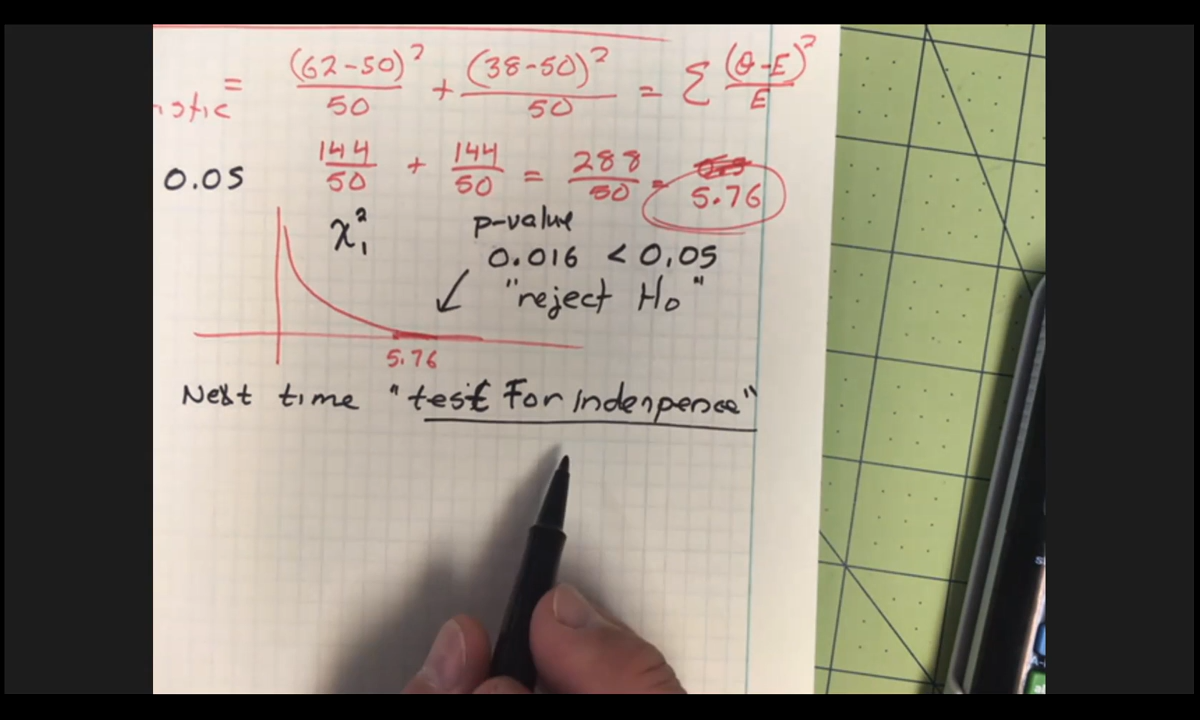 = (62-50)² / 50 + (38-50)² / 50 = Σ (O-E)² / E
istic
0.05 144/50 + 144/50 = 288/50 = 5.76
χ²₁ p-value
0.016 < 0.05
"reject H₀"
5.76
Next time "test For indenpence"